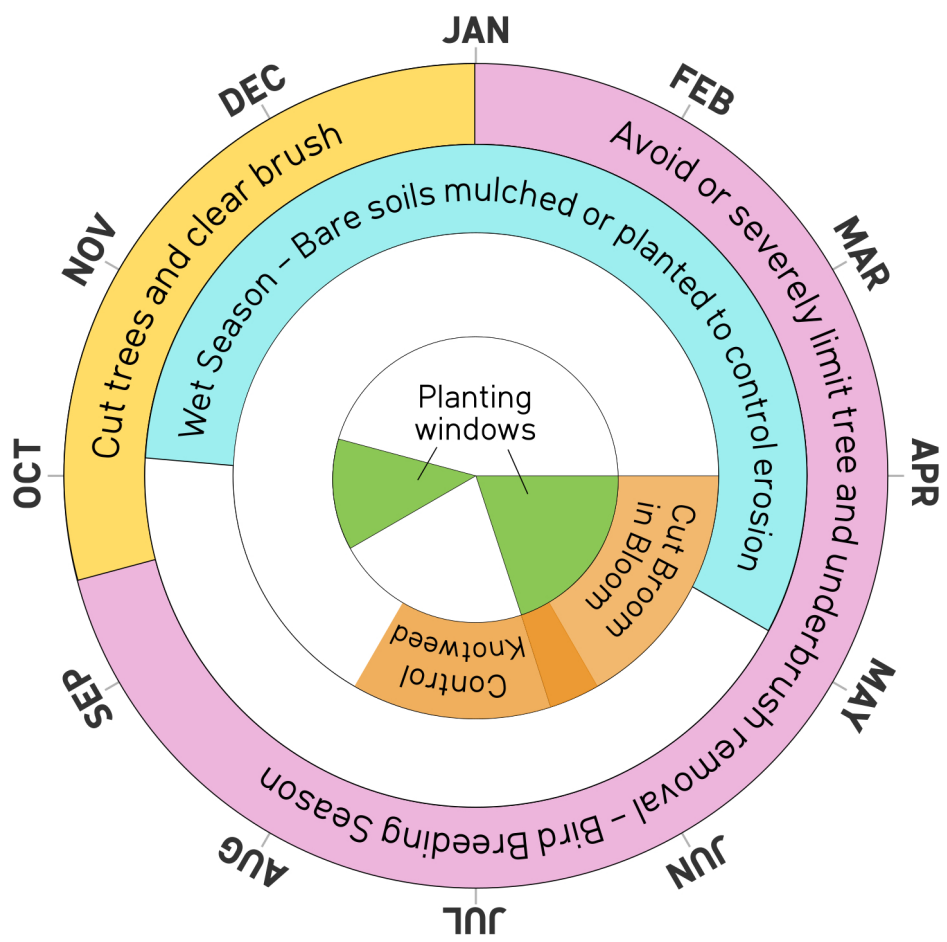 JAN
FEB
MAR
APR
MAY
JUN
JUL
AUG
SEP
OCT
NOV
DEC
Cut trees and clear brush
Avoid or severely limit tree and underbrush removal – Bird Breeding Season
Wet Season – Bare soils mulched or planted to control erosion
Planting
windows
Cut Broom
in Bloom
Control
Knotweed